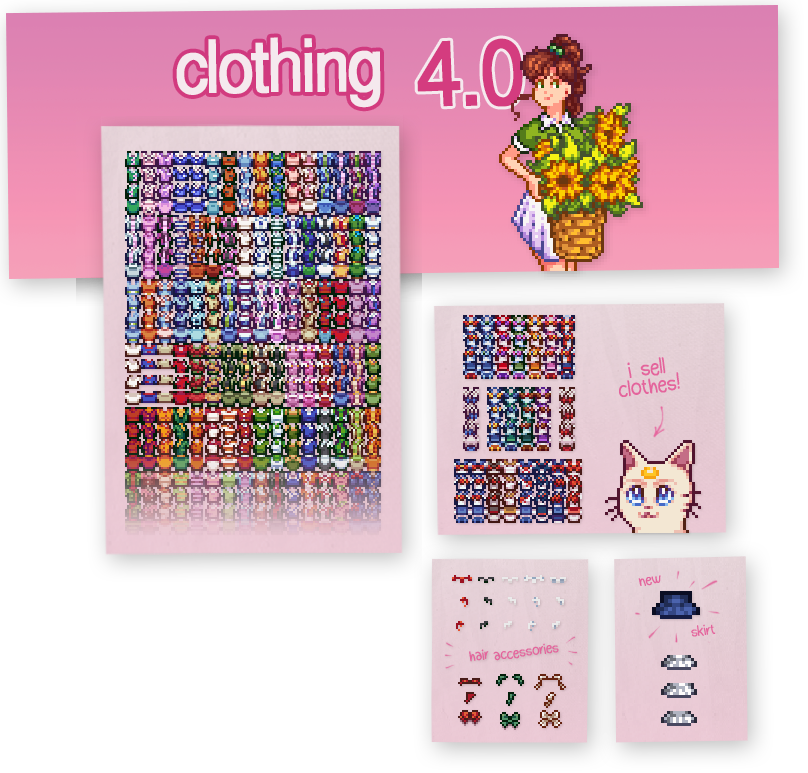 clothing 4.0
i sell
clothes!
hair accessories
new
skirt